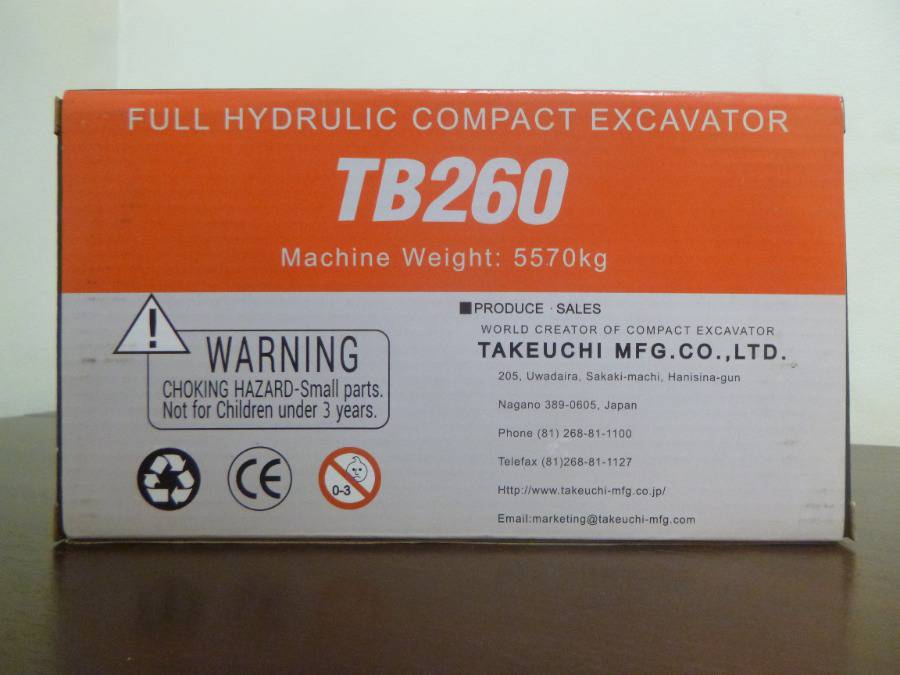 FULL HYDRULIC COMPACT EXCAVATOR
TB260
Machine Weight: 5570kg
!
WARNING
CHOKING HAZARD-Small parts.
Not for Children under 3 years.
CE
0-3
■PRODUCE · SALES
WORLD CREATOR OF COMPACT EXCAVATOR
TAKEUCHI MFG.CO.,LTD.
205, Uwadaira, Sakaki-machi, Hanisina-gun
Nagano 389-0605, Japan
Phone (81) 268-81-1100
Telefax (81)268-81-1127
Http://www.takeuchi-mfg.co.jp/
Email:marketing@takeuchi-mfg.com